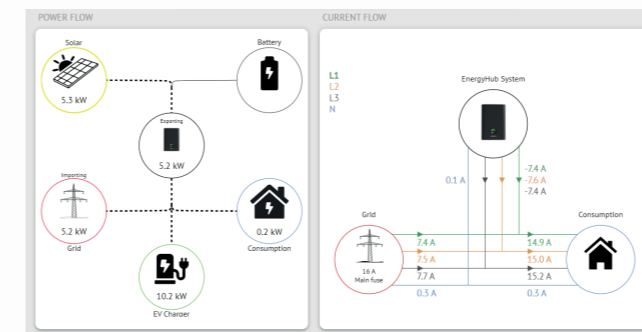 POWER FLOW
CURRENT FLOW
Solar
Battery
5.3 kW
Exporting
5.2 kW
Importing
5.2 kW
Grid
0.2 kW
Consumption
10.2 kW
EV Charger
L1
L2
L3
N
EnergyHub System
-7.4 A
-7.6 A
-7.4 A
0.1 A
Grid
Consumption
16 A
Main fuse
7.4 A
14.9 A
7.5 A
15.0 A
7.7 A
15.2 A
0.3 A
0.3 A